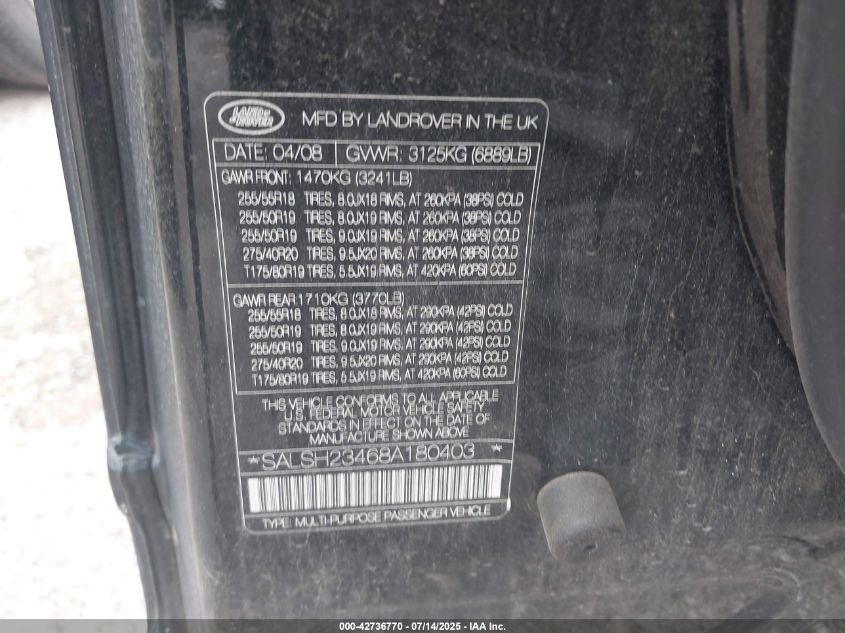 LAND ROVER MFD BY LANDROVER IN THE UK
DATE: 04/08 GVWR: 3125KG (6889LB)
GAWR FRONT: 1470KG (3241LB)
255/55R18 TIRES, 8.0JX18 RIMS, AT 260KPA (38PSI) COLD
255/50R19 TIRES, 8.0JX19 RIMS, AT 260KPA (38PSI) COLD
255/50R19 TIRES, 9.0JX19 RIMS, AT 260KPA (38PSI) COLD
275/40R20 TIRES, 9.5JX20 RIMS, AT 260KPA (38PSI) COLD
T175/80R19 TIRES, 5.5JX19 RIMS, AT 420KPA (60PSI) COLD
GAWR REAR 1710KG (3770LB)
255/55R18 TIRES, 8.0JX18 RIMS, AT 290KPA (42PSI) COLD
255/50R19 TIRES, 8.0JX19 RIMS, AT 290KPA (42PSI) COLD
255/50R19 TIRES, 9.0JX19 RIMS, AT 290KPA (42PSI) COLD
275/40R20 TIRES, 9.5JX20 RIMS, AT 290KPA (42PSI) COLD
T175/80R19 TIRES, 5.5JX19 RIMS, AT 420KPA (60PSI) COLD
THIS VEHICLE CONFORMS TO ALL APPLICABLE
U.S. FEDERAL MOTOR VEHICLE SAFETY
STANDARDS IN EFFECT ON THE DATE OF
MANUFACTURE SHOWN ABOVE
*SALSH23468A180403*
TYPE: MULTI-PURPOSE PASSENGER VEHICLE
000-42736770 - 07/14/2025 - IAA Inc.